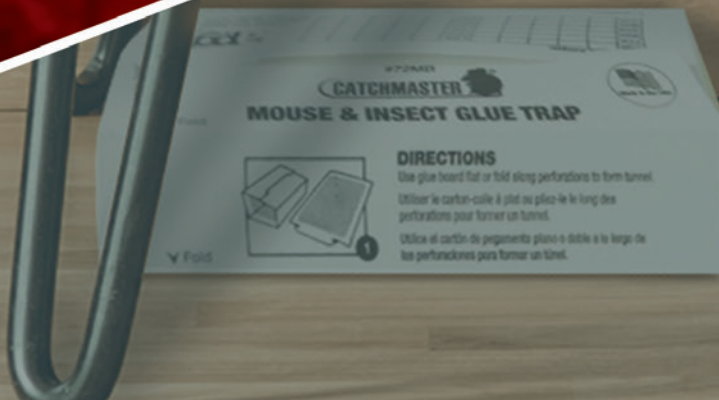 #72MB
CATCHMASTER®
MOUSE & INSECT GLUE TRAP
DIRECTIONS
Use glue board flat or fold along perforations to form tunnel.
Utiliser le carton-colle à plat ou pliez-le le long des
perforations pour former un tunnel.
Utilice el cartón de pegamento plano o doble a lo largo de
las perforaciones para formar un túnel.
1
Fold